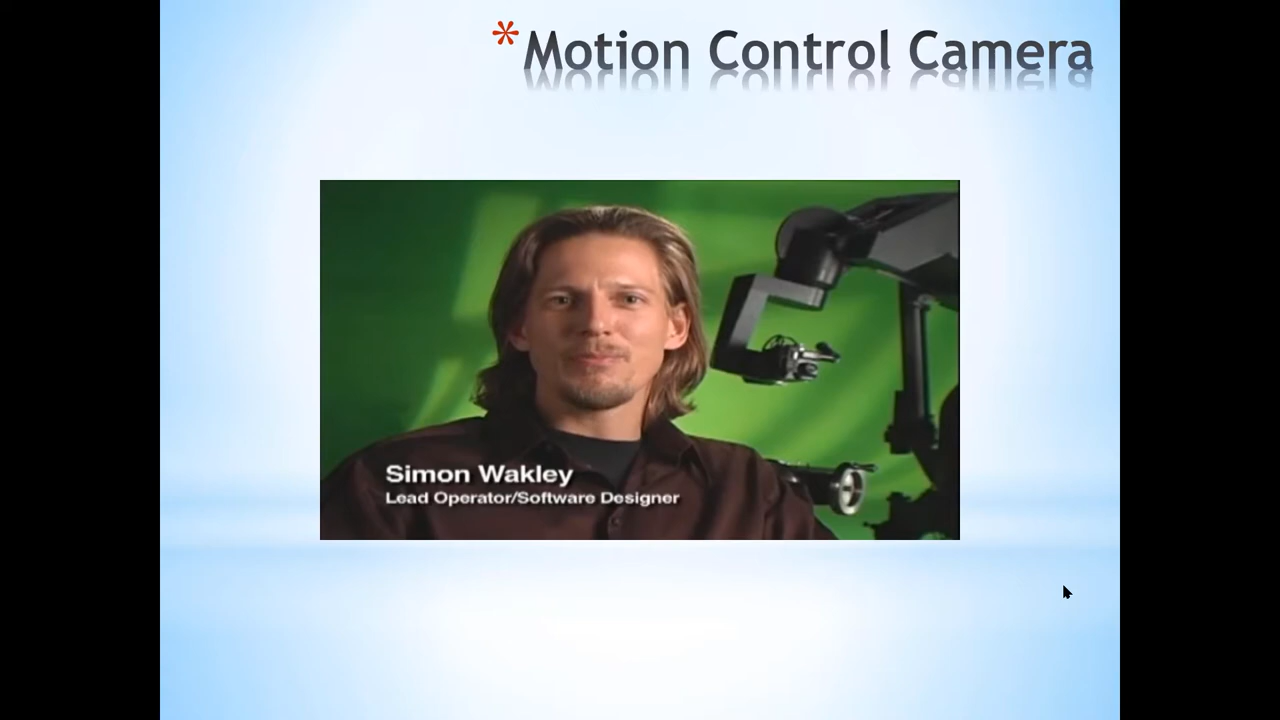 * Motion Control Camera
Simon Wakley
Lead Operator/Software Designer